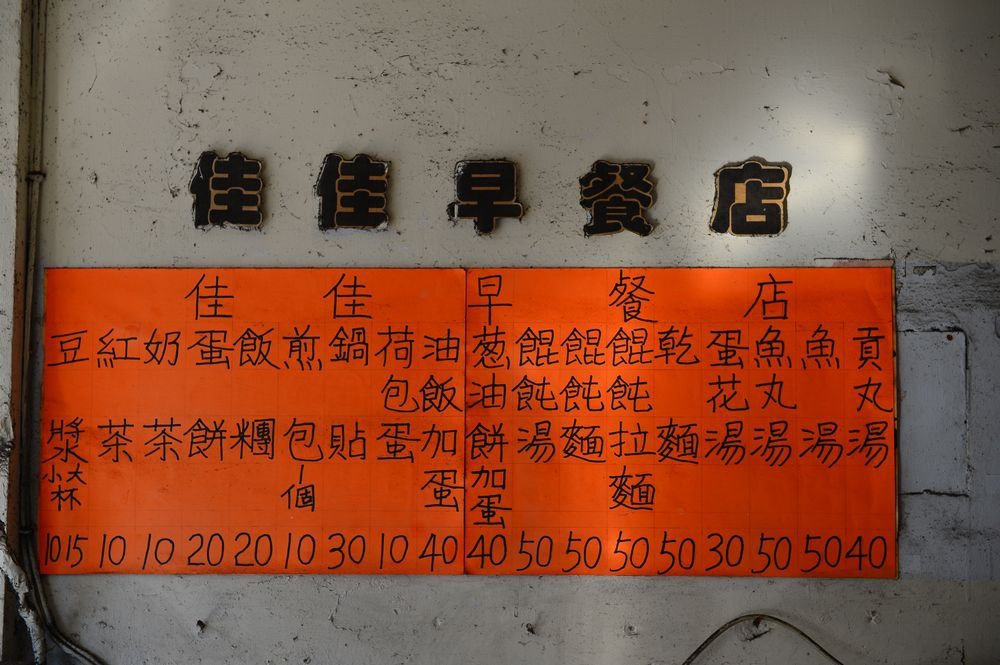 佳佳早餐店
佳佳早餐店
豆漿小大杯 10 15
紅茶 10
奶茶 10
蛋餅 20
飯糰 20
煎包1個 10
鍋貼 30
荷包蛋 10
油飯加蛋 40
葱油餅加蛋 40
餛飩湯 50
餛飩麵 50
餛飩拉麵 50
乾麵 50
蛋花湯 30
魚丸湯 50
魚湯 50
貢丸湯 40